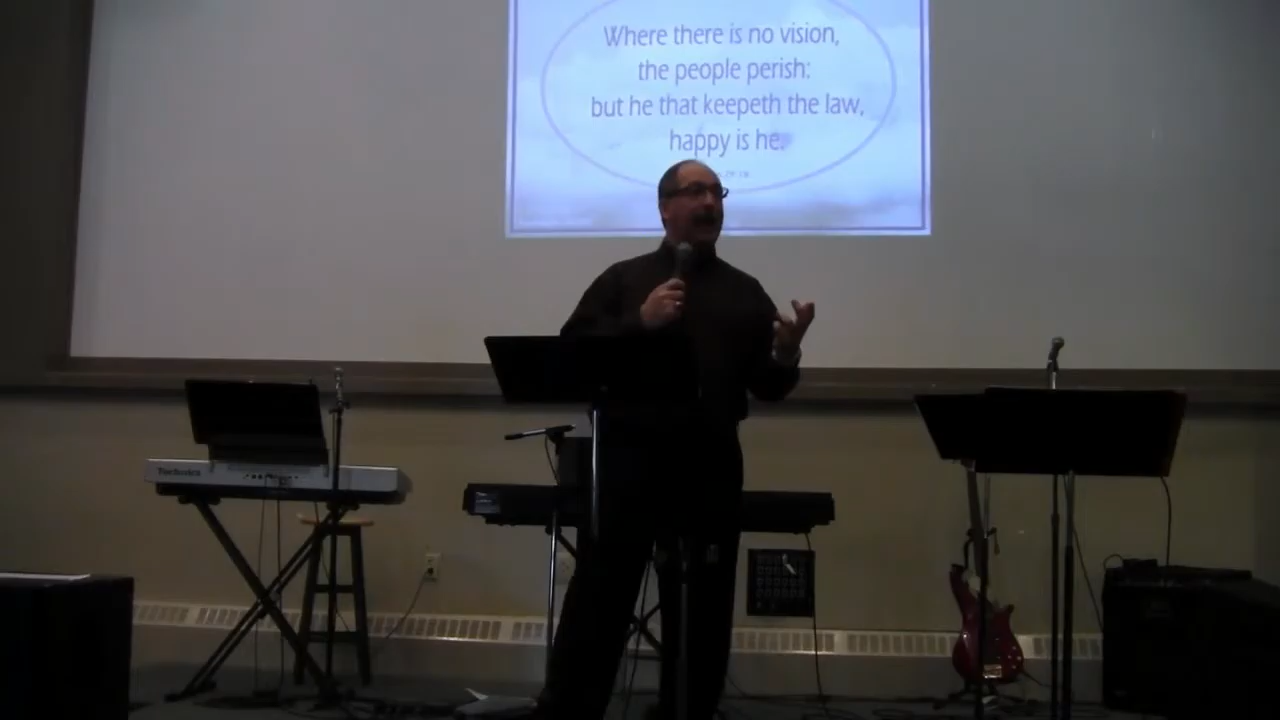 Where there is no vision,
the people perish:
but he that keepeth the law,
happy is he.
Technics